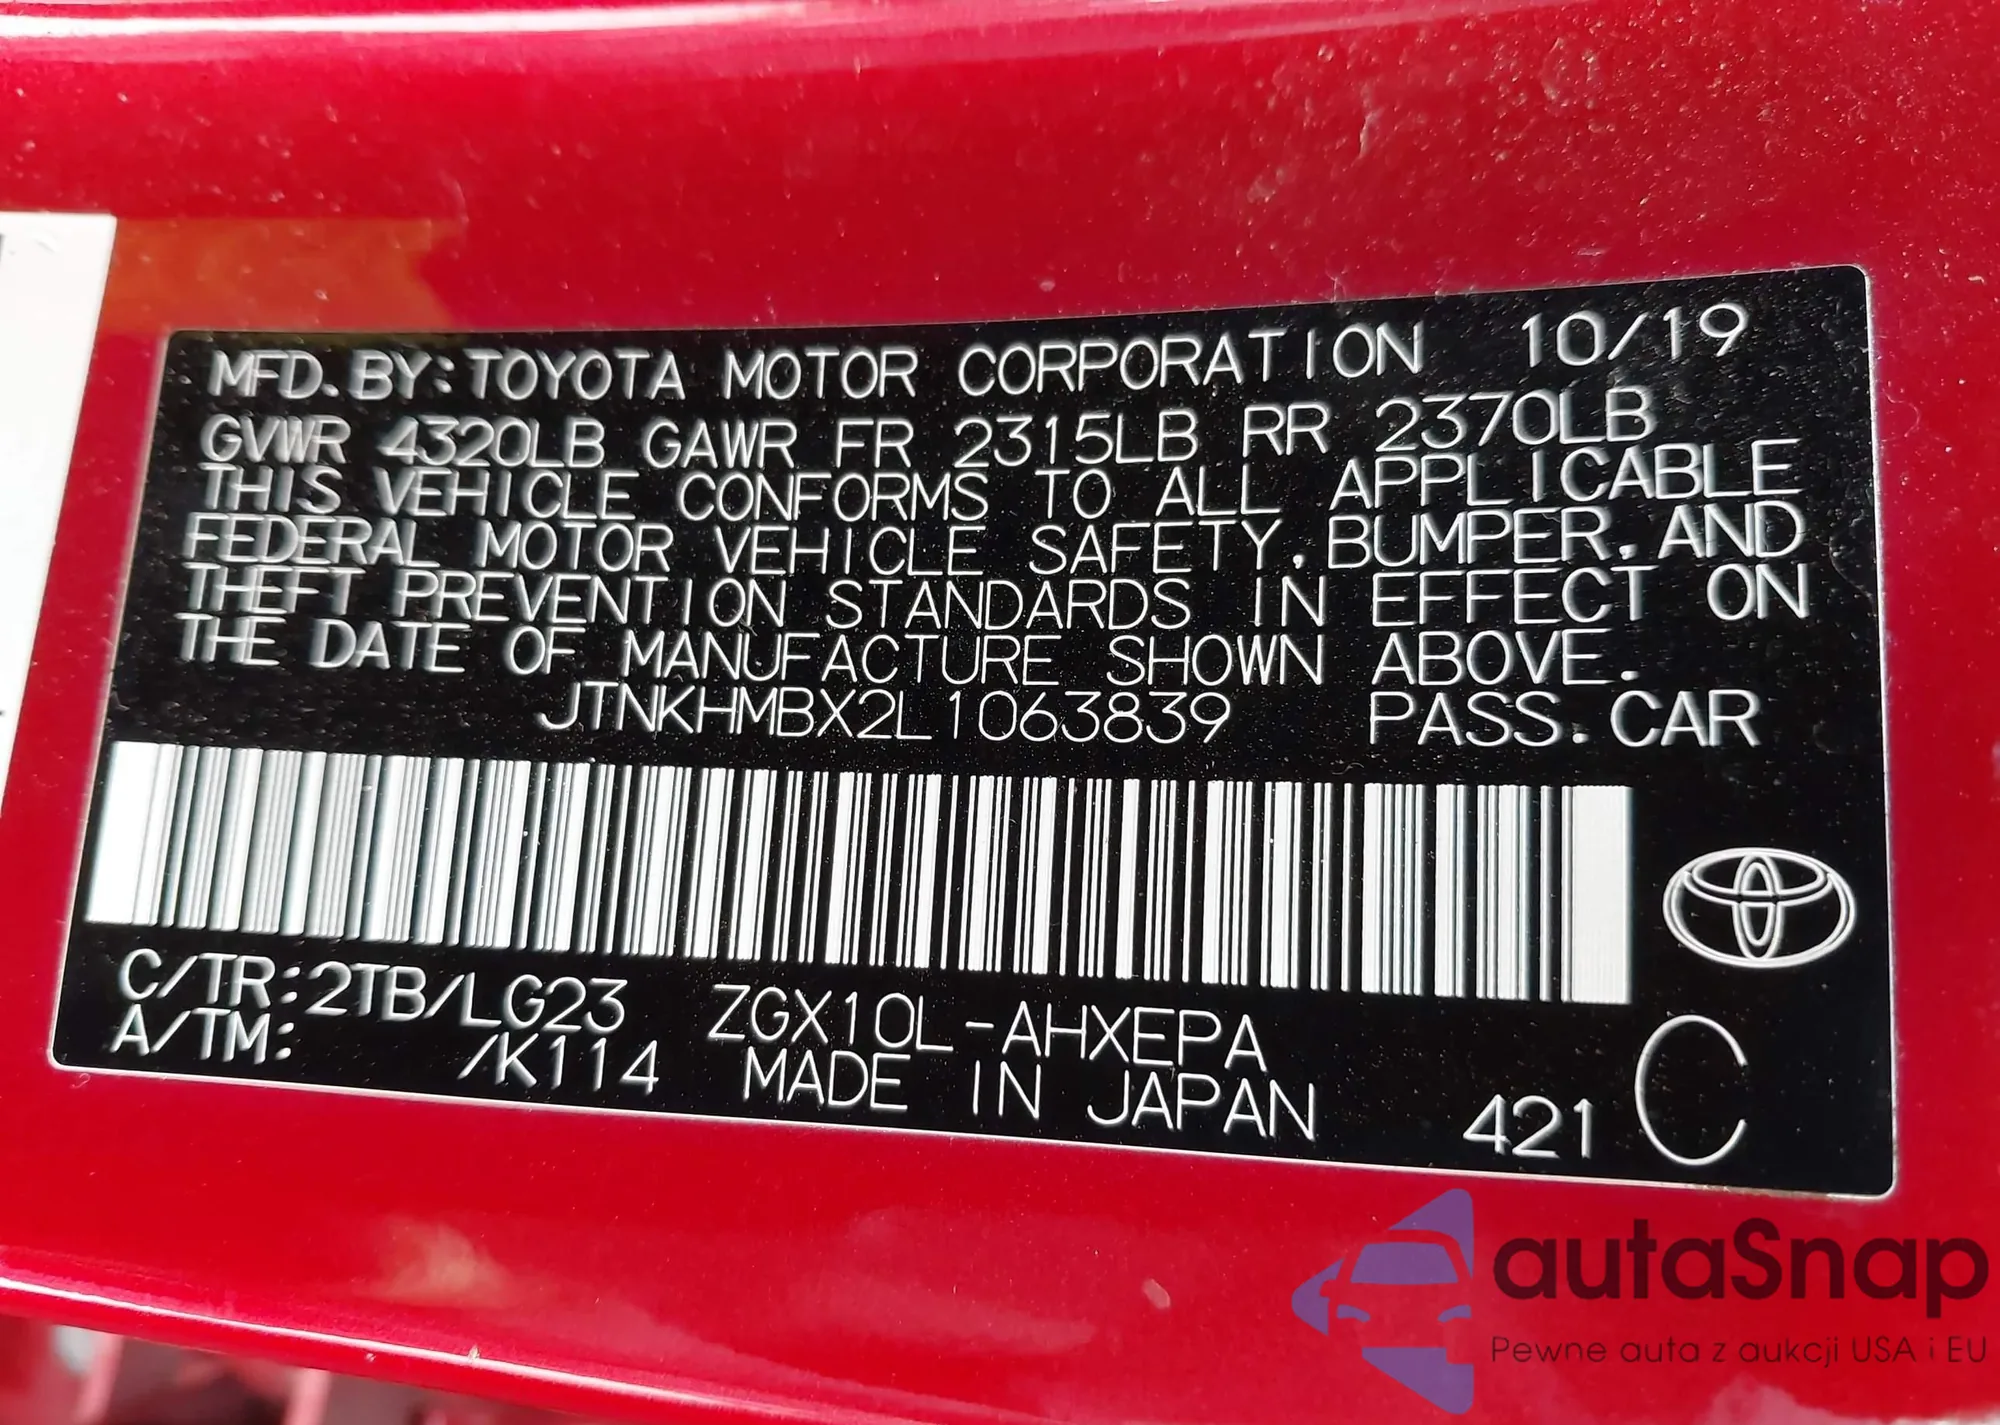 MFD. BY: TOYOTA MOTOR CORPORATION 10/19
GVWR 4320LB GAWR FR 2315LB RR 2370LB
THIS VEHICLE CONFORMS TO ALL APPLICABLE
FEDERAL MOTOR VEHICLE SAFETY, BUMPER, AND
THEFT PREVENTION STANDARDS IN EFFECT ON
THE DATE OF MANUFACTURE SHOWN ABOVE.
JTNKHMBX2L1063839 PASS. CAR
C/TR: 2TB/LG23 ZGX10L-AHXEPA
A/TM: /K114 MADE IN JAPAN 421 C
autaSnap
Pewne auta z aukcji USA i EU